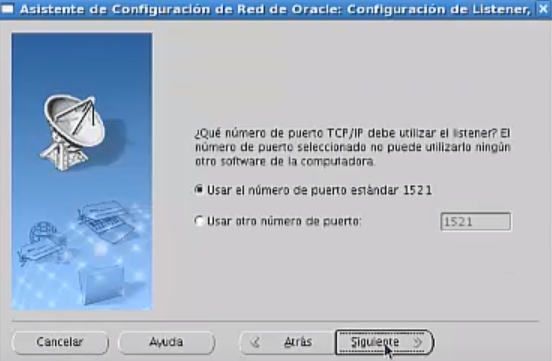 Asistente de Configuración de Red de Oracle: Configuración de Listener,
¿Qué número de puerto TCP/IP debe utilizar el listener? El
número de puerto seleccionado no puede utilizarlo ningún
otro software de la computadora.
Usar el número de puerto estándar 1521
Usar otro número de puerto: 1521
Cancelar Ayuda Atrás Siguiente